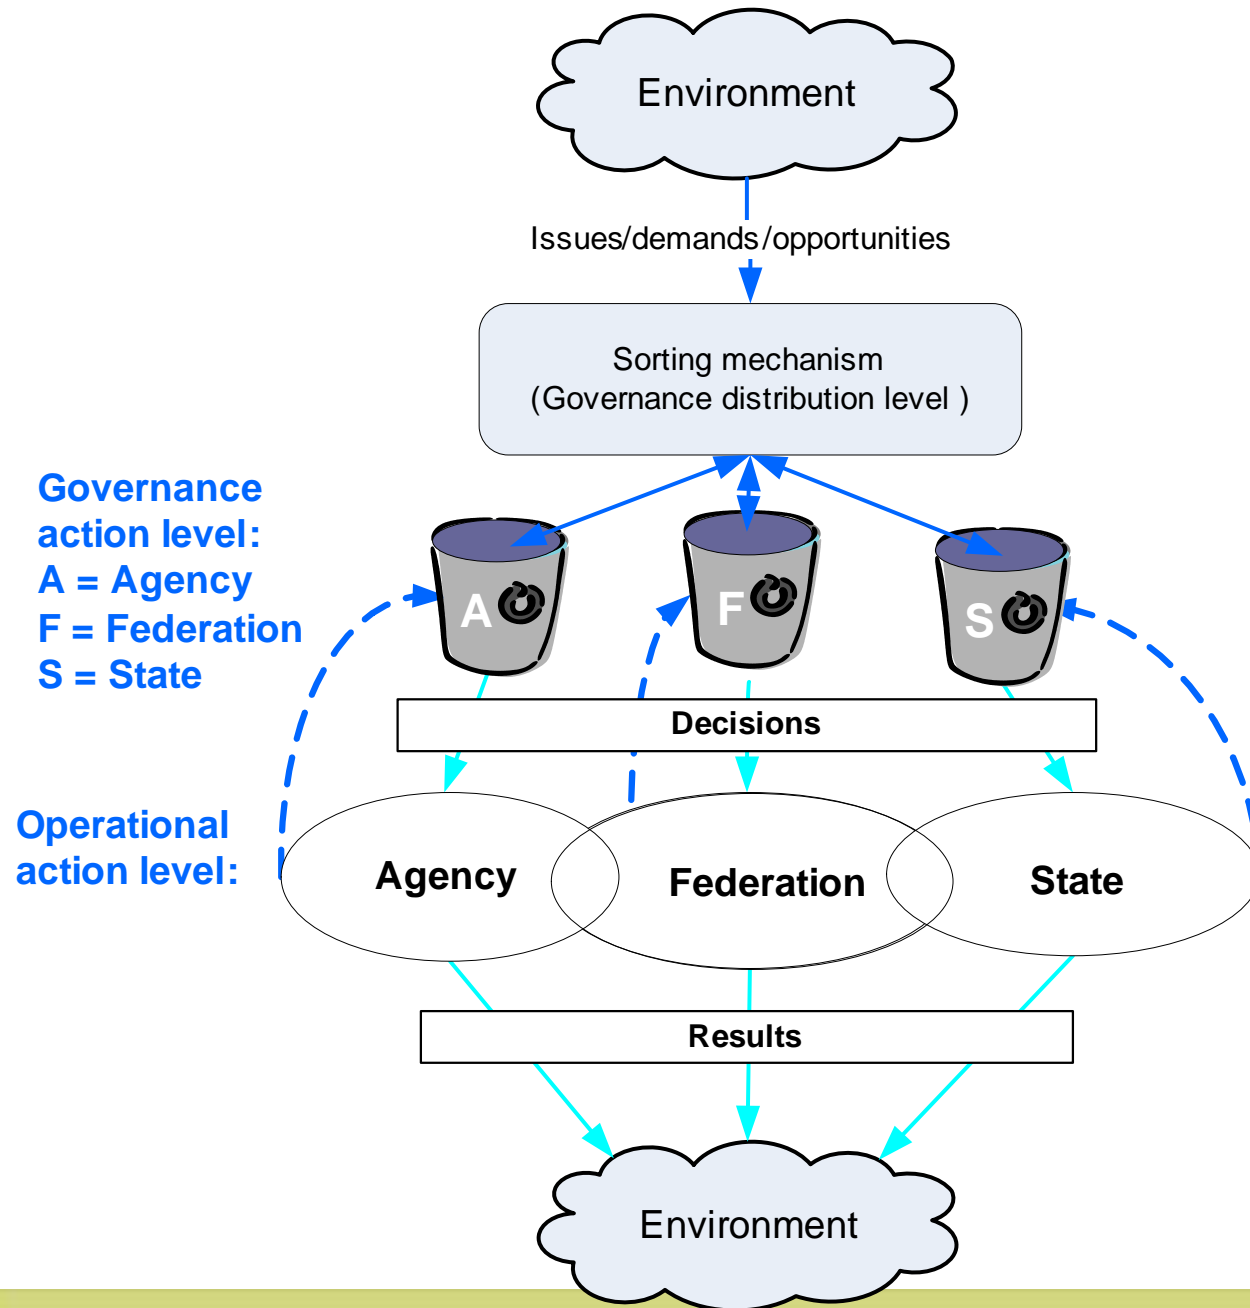 Environment
Issues/demands/opportunities
Sorting mechanism
(Governance distribution level )
Governance
action level:
A = Agency
F = Federation
S = State
A
F
S
Decisions
Operational
action level:
Agency
Federation
State
Results
Environment